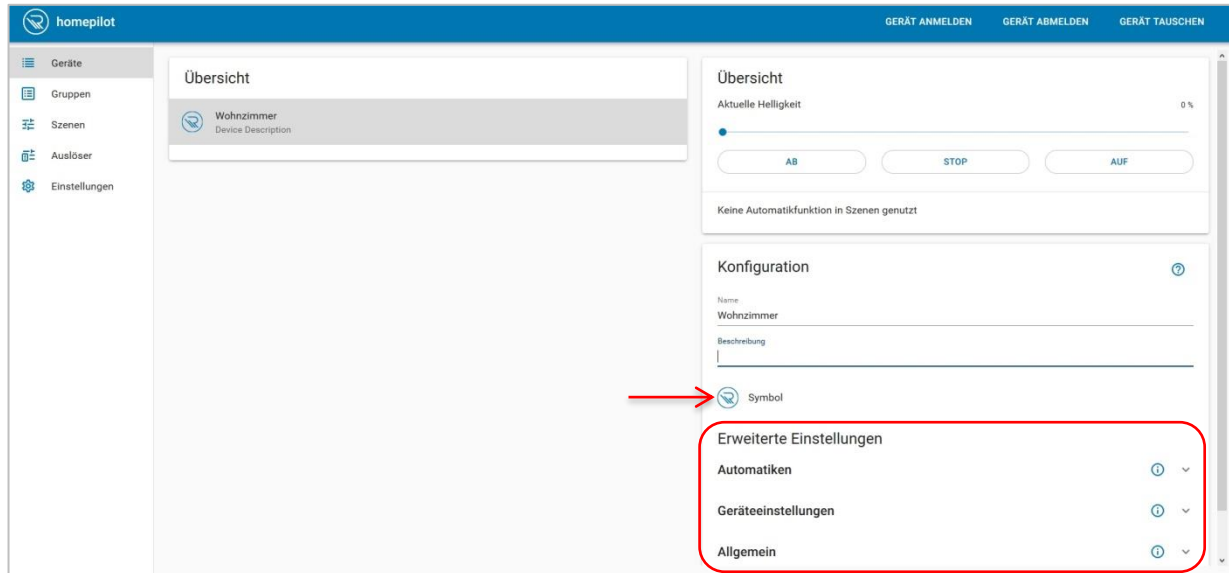 homepilot
GERÄT ANMELDEN
GERÄT ABMELDEN
GERÄT TAUSCHEN
Geräte
Gruppen
Szenen
Auslöser
Einstellungen
Übersicht
Wohnzimmer
Device Description
Übersicht
Aktuelle Helligkeit 0 %
AB STOP AUF
Keine Automatikfunktion in Szenen genutzt
Konfiguration
Name
Wohnzimmer
Beschreibung
Symbol
Erweiterte Einstellungen
Automatiken
Geräteeinstellungen
Allgemein